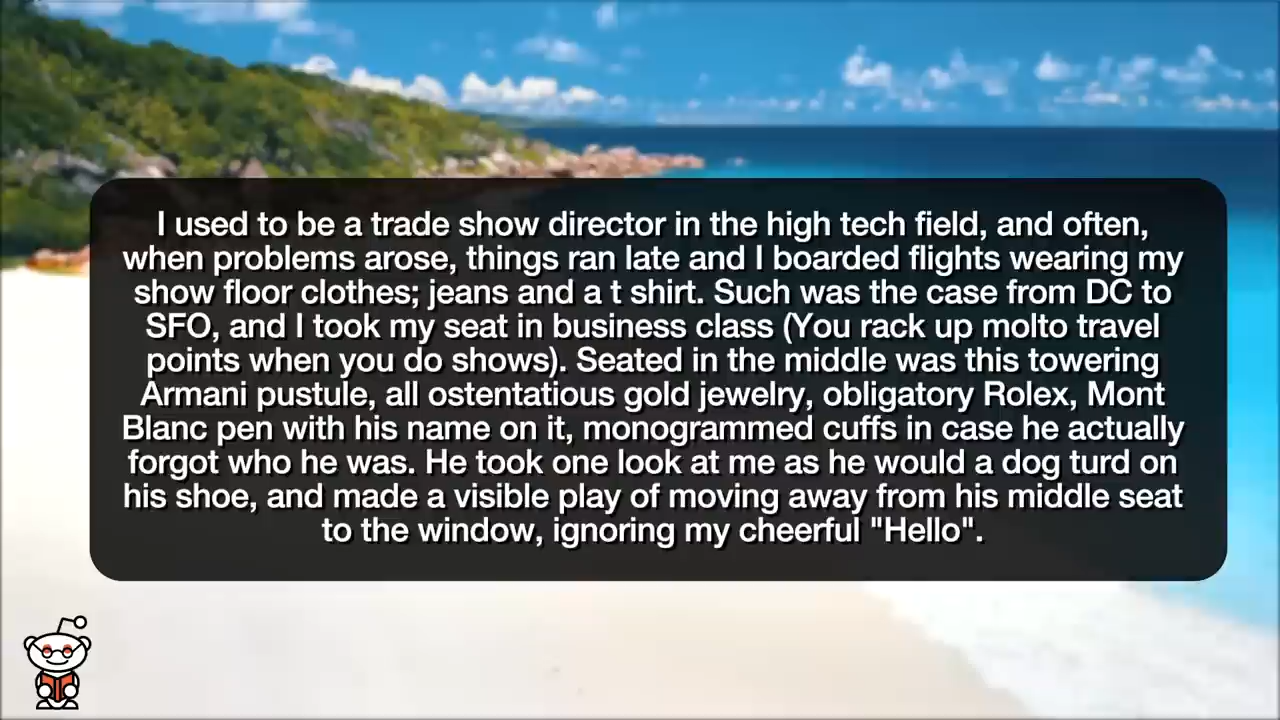 I used to be a trade show director in the high tech field, and often,
when problems arose, things ran late and I boarded flights wearing my
show floor clothes; jeans and a t shirt. Such was the case from DC to
SFO, and I took my seat in business class (You rack up molto travel
points when you do shows). Seated in the middle was this towering
Armani pustule, all ostentatious gold jewelry, obligatory Rolex, Mont
Blanc pen with his name on it, monogrammed cuffs in case he actually
forgot who he was. He took one look at me as he would a dog turd on
his shoe, and made a visible play of moving away from his middle seat
to the window, ignoring my cheerful "Hello".